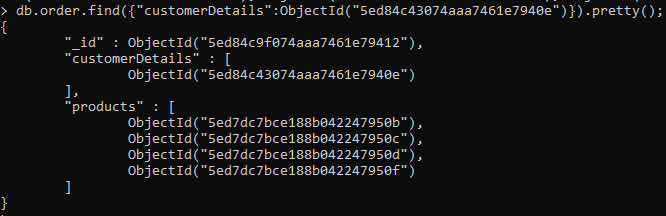 > db.order.find({"customerDetails":ObjectId("5ed84c43074aaa7461e7940e")}).pretty();
{
        "_id" : ObjectId("5ed84c9f074aaa7461e79412"),
        "customerDetails" : [
                ObjectId("5ed84c43074aaa7461e7940e")
        ],
        "products" : [
                ObjectId("5ed7dc7bce188b042247950b"),
                ObjectId("5ed7dc7bce188b042247950c"),
                ObjectId("5ed7dc7bce188b042247950d"),
                ObjectId("5ed7dc7bce188b042247950f")
        ]
}